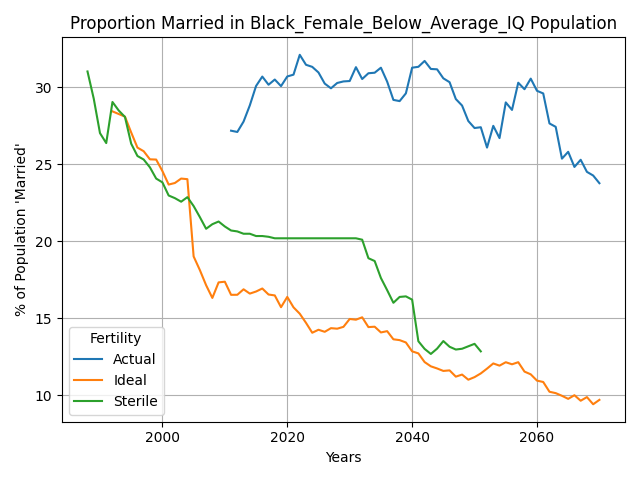 Proportion Married in Black_Female_Below_Average_IQ Population
% of Population 'Married'
30
25
20
15
10
Fertility
Actual
Ideal
Sterile
2000
2020
2040
2060
Years